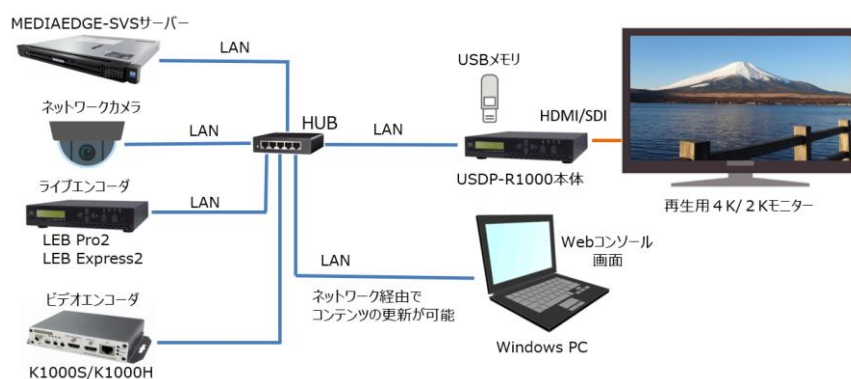 MEDIAEDGE-SVSサーバー
LAN
ネットワークカメラ
LAN
HUB
LAN
USBメモリ
HDMI/SDI
USDP-R1000本体
再生用４K/２Kモニター
ライブエンコーダ
LAN
LEB Pro2
LEB Express2
LAN
Webコンソール
画面
ネットワーク経由で
コンテンツの更新が可能
Windows PC
ビデオエンコーダ
K1000S/K1000H